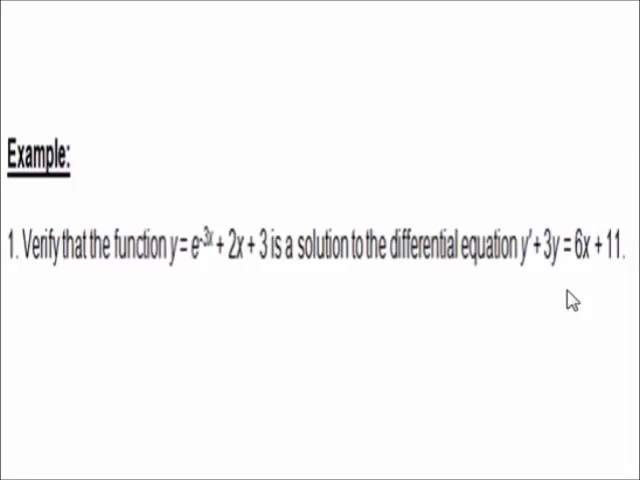 Example:
1. Verify that the function y = e⁻³ˣ + 2x + 3 is a solution to the differential equation y′+ 3y = 6x + 11.